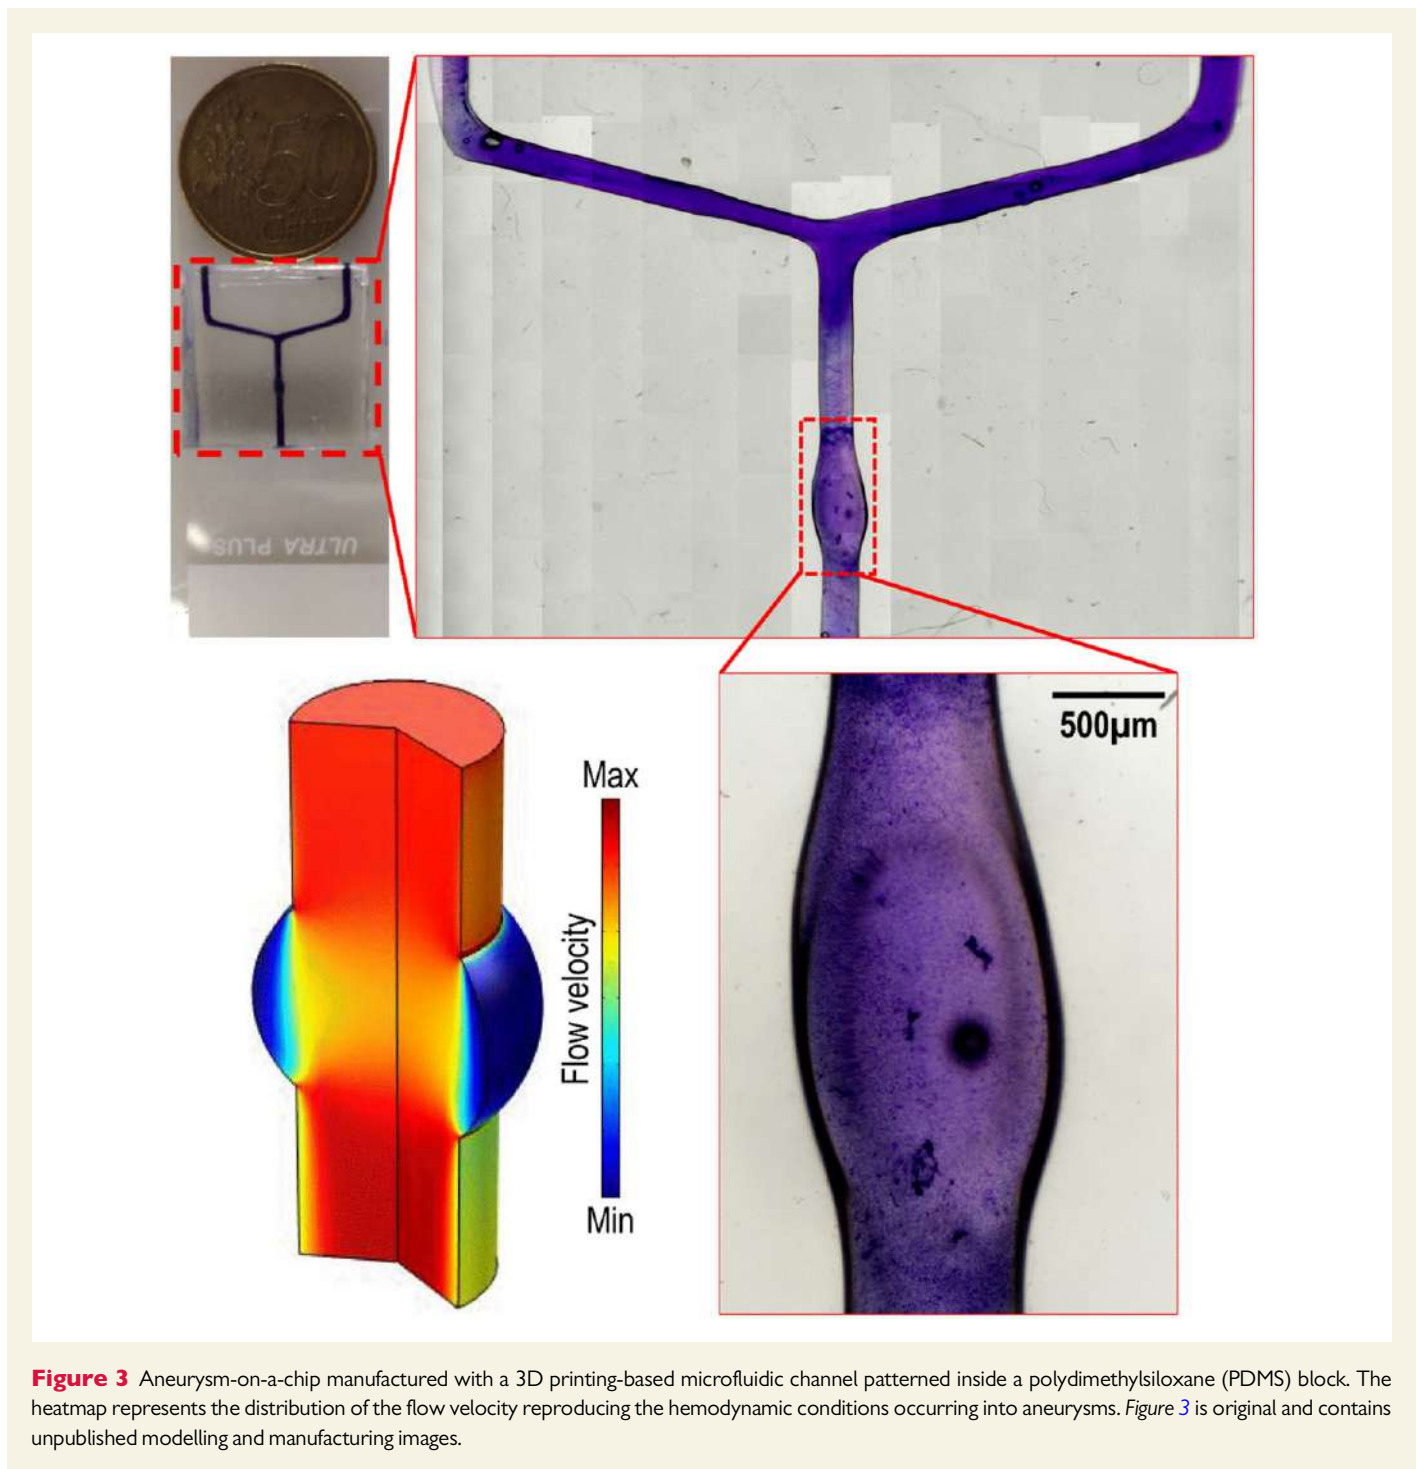 50
Cent
ULTRA PLUS
500µm
Max
Flow velocity
Min
Figure 3 Aneurysm-on-a-chip manufactured with a 3D printing-based microfluidic channel patterned inside a polydimethylsiloxane (PDMS) block. The
heatmap represents the distribution of the flow velocity reproducing the hemodynamic conditions occurring into aneurysms. Figure 3 is original and contains
unpublished modelling and manufacturing images.